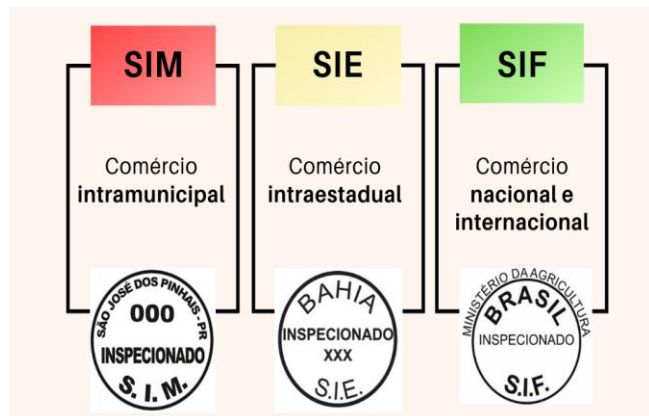 SIM
Comércio
intramunicipal
SÃO JOSÉ DOS PINHAIS - PR
000
INSPECIONADO
S. I. M.
SIE
Comércio
intraestadual
BAHIA
INSPECIONADO
XXX
S.I.E.
SIF
Comércio
nacional e
internacional
MINISTÉRIO DA AGRICULTURA
BRASIL
INSPECIONADO
S.I.F.